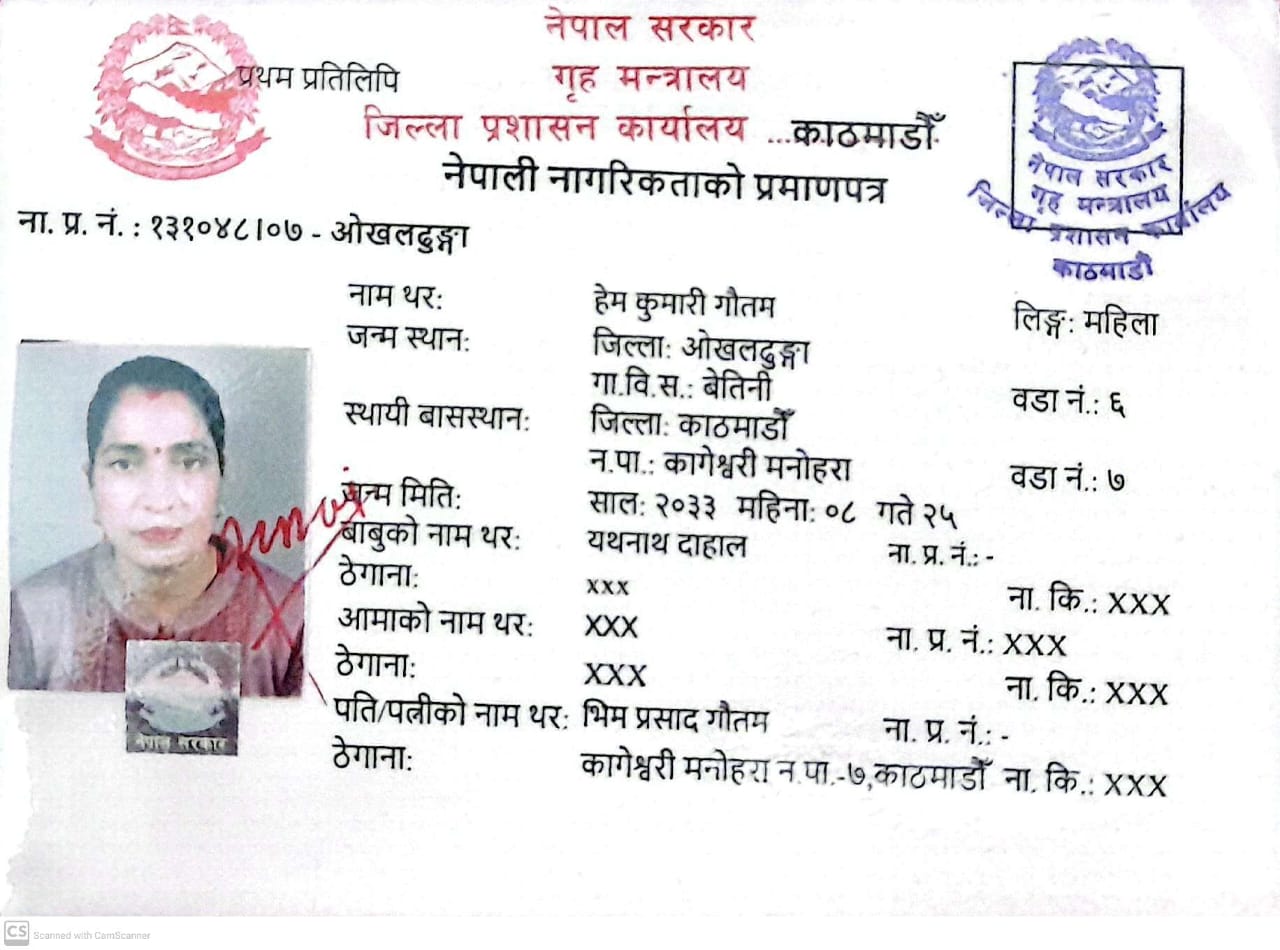 नेपाल सरकार
प्रथम प्रतिलिपि गृह मन्त्रालय
जिल्ला प्रशासन कार्यालय ...काठमाडौँ
नेपाली नागरिकताको प्रमाणपत्र
नेपाल सरकार
गृह मन्त्रालय
जिल्ला प्रशासन कार्यालय
काठमाडौं
ना. प्र. नं. : १३१०४८।०७ - ओखलढुङ्गा
नाम थर: हेम कुमारी गौतम लिङ्ग: महिला
जन्म स्थान: जिल्ला: ओखलढुङ्गा
गा.वि.स.: बेतिनी वडा नं.: ६
स्थायी बासस्थान: जिल्ला: काठमाडौँ
न.पा.: कागेश्वरी मनोहरा वडा नं.: ७
जन्म मिति: साल: २०३३ महिना: ०८ गते २५
बाबुको नाम थर: यथनाथ दाहाल ना. प्र. नं.: -
ठेगाना: xxx ना. कि.: XXX
आमाको नाम थर: XXX ना. प्र. नं.: XXX
ठेगाना: XXX ना. कि.: XXX
पति/पत्नीको नाम थर: भिम प्रसाद गौतम ना. प्र. नं.: -
ठेगाना: कागेश्वरी मनोहरा न.पा.-७,काठमाडौँ ना. कि.: XXX
नेपाल सरकार
CS Scanned with CamScanner